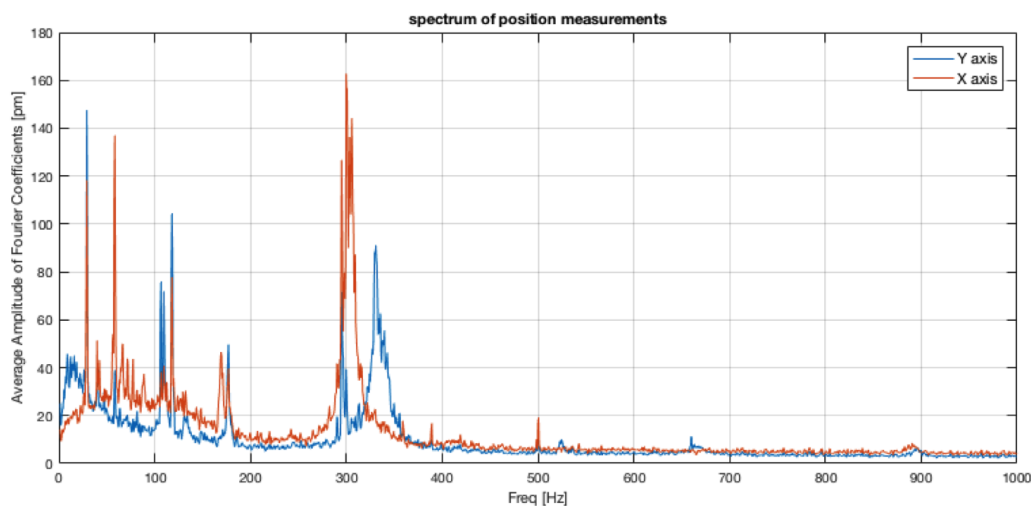 spectrum of position measurements
180
160
140
120
100
80
60
40
20
0
Average Amplitude of Fourier Coefficients [pm]
Y axis
X axis
0 100 200 300 400 500 600 700 800 900 1000
Freq [Hz]